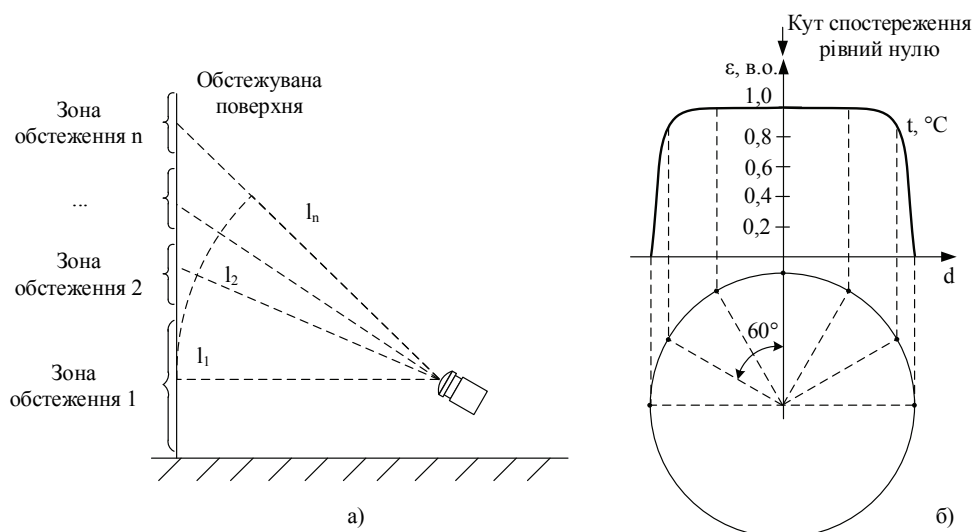 Обстежувана
поверхня
Зона
обстеження n
...
Зона
обстеження 2
Зона
обстеження 1
lₙ
l₂
l₁
а)
Кут спостереження
рівний нулю
ε, в.о.
1,0
0,8
0,6
0,4
0,2
t, °C
d
60°
б)